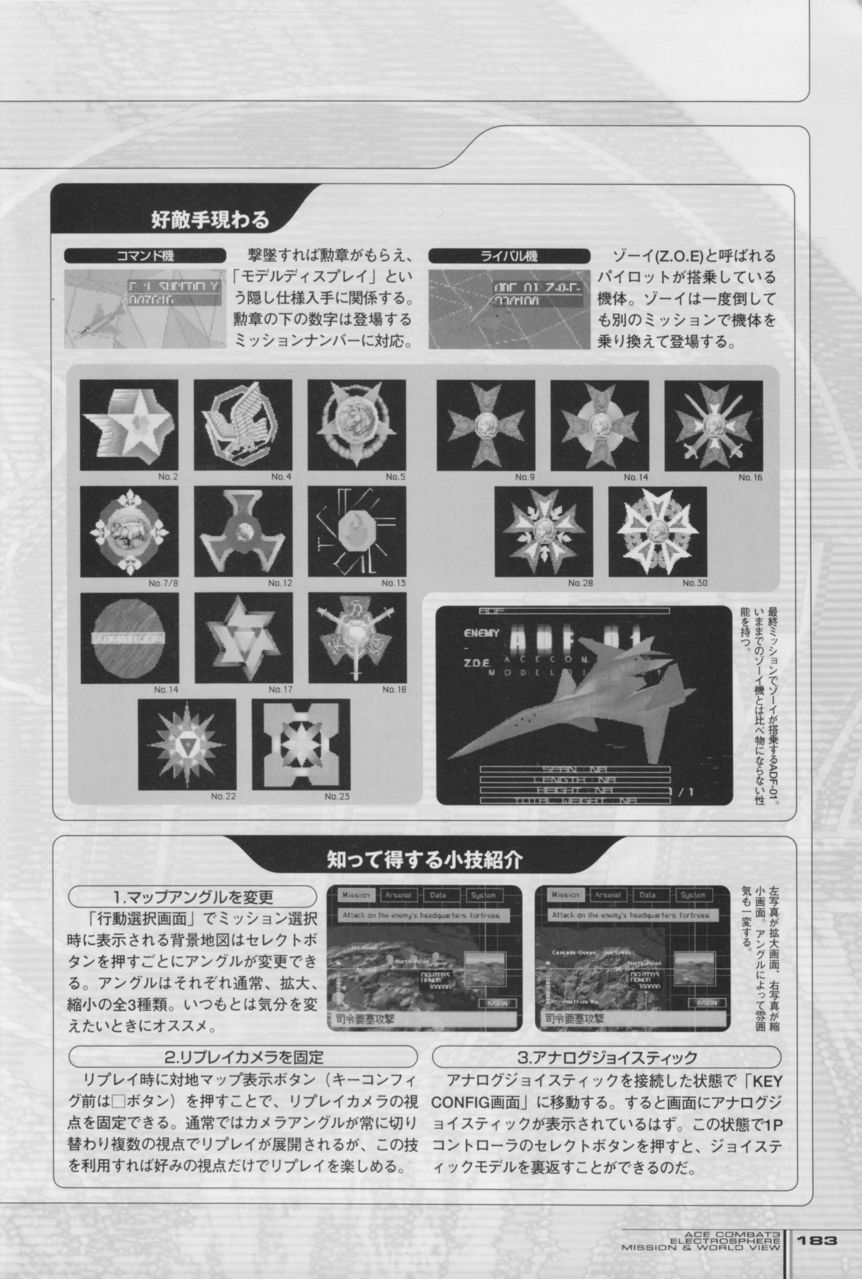 好敵手現わる
コマンド機
撃墜すれば勲章がもらえ、
「モデルディスプレイ」とい
う隠し仕様入手に関係する。
勲章の下の数字は登場する
ミッションナンバーに対応。
ライバル機
ゾーイ(Z.O.E)と呼ばれる
パイロットが搭乗している
機体。ゾーイは一度倒して
も別のミッションで機体を
乗り換えて登場する。
No.2
No.4
No.5
No.7/8
No.12
No.13
No.14
No.17
No.18
No.22
No.23
No.9
No.14
No.16
No.28
No.30
ADF
ENEMY
-
Z.O.E.
ADF 01
SPAN NA
LENGTH NA
HEIGHT NA
TOTAL WEIGHT NA
1 / 1
最終ミッションでゾーイが搭乗するADF-01。
いままでのゾーイ機とは比べ物にならない性
能を持つ。
知って得する小技紹介
1.マップアングルを変更
「行動選択画面」でミッション選択
時に表示される背景地図はセレクトボ
タンを押すごとにアングルが変更でき
る。アングルはそれぞれ通常、拡大、
縮小の全3種類。いつもとは気分を変
えたいときにオススメ。
Mission Arsenal Data System
Attack on the enemy's headquarters fortress
North Point
司令要塞攻撃
Mission Arsenal Data System
Attack on the enemy's headquarters fortress
Cascade Ocean
North Point
司令要塞攻撃
左写真が拡大画面、右写真が縮
小画面。アングルによって雰囲
気も一変する。
2.リプレイカメラを固定
リプレイ時に対地マップ表示ボタン(キーコンフィ
グ前は□ボタン)を押すことで、リプレイカメラの視
点を固定できる。通常ではカメラアングルが常に切り
替わり複数の視点でリプレイが展開されるが、この技
を利用すれば好みの視点だけでリプレイを楽しめる。
3.アナログジョイスティック
アナログジョイスティックを接続した状態で「KEY
CONFIG画面」に移動する。すると画面にアナログジ
ョイスティックが表示されているはず。この状態で1P
コントローラのセレクトボタンを押すと、ジョイステ
ィックモデルを裏返すことができるのだ。
ACE COMBAT3
ELECTROSPHERE
MISSION & WORLD VIEW
183